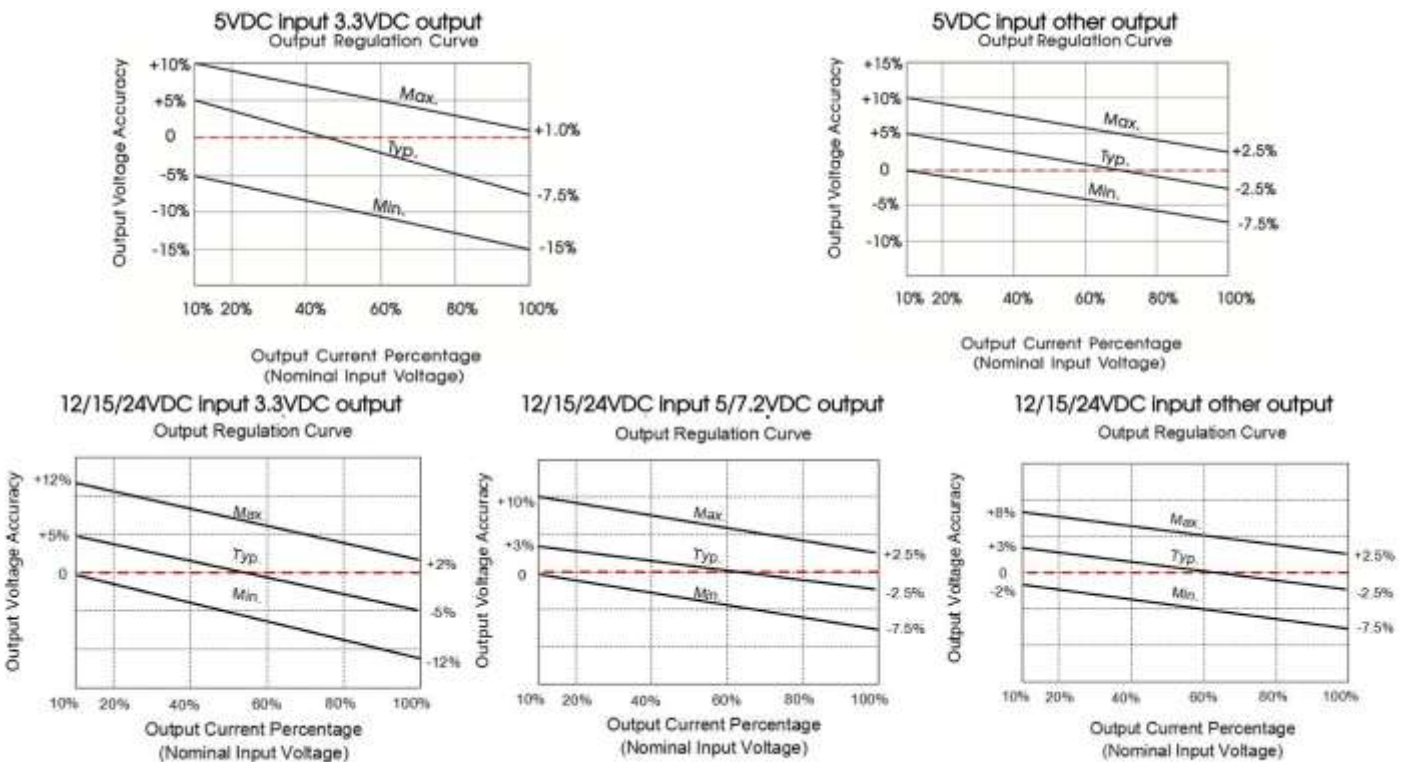 5VDC input 3.3VDC output
Output Regulation Curve
Output Voltage Accuracy
+10%
+5%
0
-5%
-10%
-15%
Max.
Typ.
Min.
+1.0%
-7.5%
-15%
10% 20% 40% 60% 80% 100%
Output Current Percentage
(Nominal Input Voltage)
5VDC input other output
Output Regulation Curve
Output Voltage Accuracy
+15%
+10%
+5%
0
-5%
-10%
Max.
Typ.
Min.
+2.5%
-2.5%
-7.5%
10% 20% 40% 60% 80% 100%
Output Current Percentage
(Nominal Input Voltage)
12/15/24VDC input 3.3VDC output
Output Regulation Curve
Output Voltage Accuracy
+12%
+5%
0
Max
Typ.
Min.
+2%
-5%
-12%
10% 20% 40% 60% 80% 100%
Output Current Percentage
(Nominal Input Voltage)
12/15/24VDC input 5/7.2VDC output
Output Regulation Curve
Output Voltage Accuracy
+10%
+3%
0
Max
Typ.
Min.
+2.5%
-2.5%
-7.5%
10% 20% 40% 60% 80% 100%
Output Current Percentage
(Nominal Input Voltage)
12/15/24VDC input other output
Output Regulation Curve
Output Voltage Accuracy
+8%
+3%
0
-2%
Max.
Typ.
Min.
+2.5%
-2.5%
-7.5%
10% 20% 40% 60% 80% 100%
Output Current Percentage
(Nominal Input Voltage)